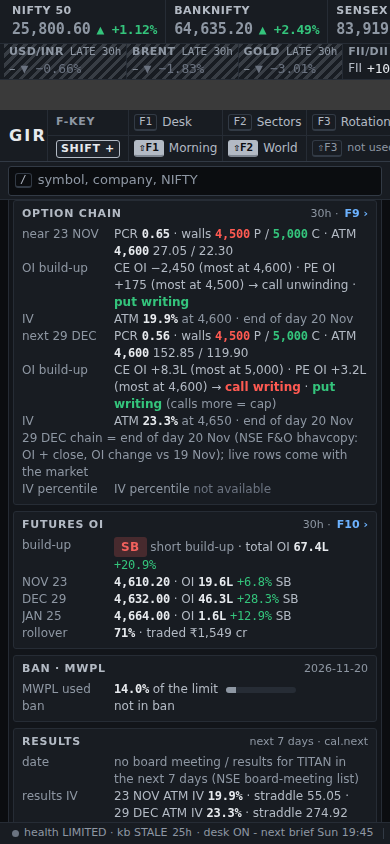 NIFTY 50 BANKNIFTY SENSEX
25,800.60 ▲ +1.12% 64,635.20 ▲ +2.49% 83,919
USD/INR LATE 30h BRENT LATE 30h GOLD LATE 30h FII/DII
– ▼ −0.66% – ▼ −1.83% – ▼ −3.01% FII +10
GIR F-KEY F1 Desk F2 Sectors F3 Rotation
SHIFT + ⇧F1 Morning ⇧F2 World ⇧F3 not used
/ symbol, company, NIFTY
OPTION CHAIN 30h · F9 ›
near 23 NOV PCR 0.65 · walls 4,500 P / 5,000 C · ATM
4,600 27.05 / 22.30
OI build-up CE OI −2,450 (most at 4,600) · PE OI
+175 (most at 4,500) → call unwinding ·
put writing
IV ATM 19.9% at 4,600 · end of day 20 Nov
next 29 DEC PCR 0.56 · walls 4,500 P / 5,000 C · ATM
4,600 152.85 / 119.90
OI build-up CE OI +8.3L (most at 5,000) · PE OI +3.2L
(most at 4,600) → call writing · put
writing (calls more = cap)
IV ATM 23.3% at 4,650 · end of day 20 Nov
29 DEC chain = end of day 20 Nov (NSE F&O bhavcopy:
OI + close, OI change vs 19 Nov); live rows come with
the market
IV percentile IV percentile not available
FUTURES OI 30h · F10 ›
build-up SB short build-up · total OI 67.4L
+20.9%
NOV 23 4,610.20 · OI 19.6L +6.8% SB
DEC 29 4,632.00 · OI 46.3L +28.3% SB
JAN 25 4,664.00 · OI 1.6L +12.9% SB
rollover 71% · traded ₹1,549 cr
BAN · MWPL 2026-11-20
MWPL used 14.0% of the limit
ban not in ban
RESULTS next 7 days · cal.next
date no board meeting / results for TITAN in
the next 7 days (NSE board-meeting list)
results IV 23 NOV ATM IV 19.9% · straddle 55.05 ·
29 DEC ATM IV 23.3% · straddle 274.92
health LIMITED · kb STALE 25h · desk ON - next brief Sun 19:45